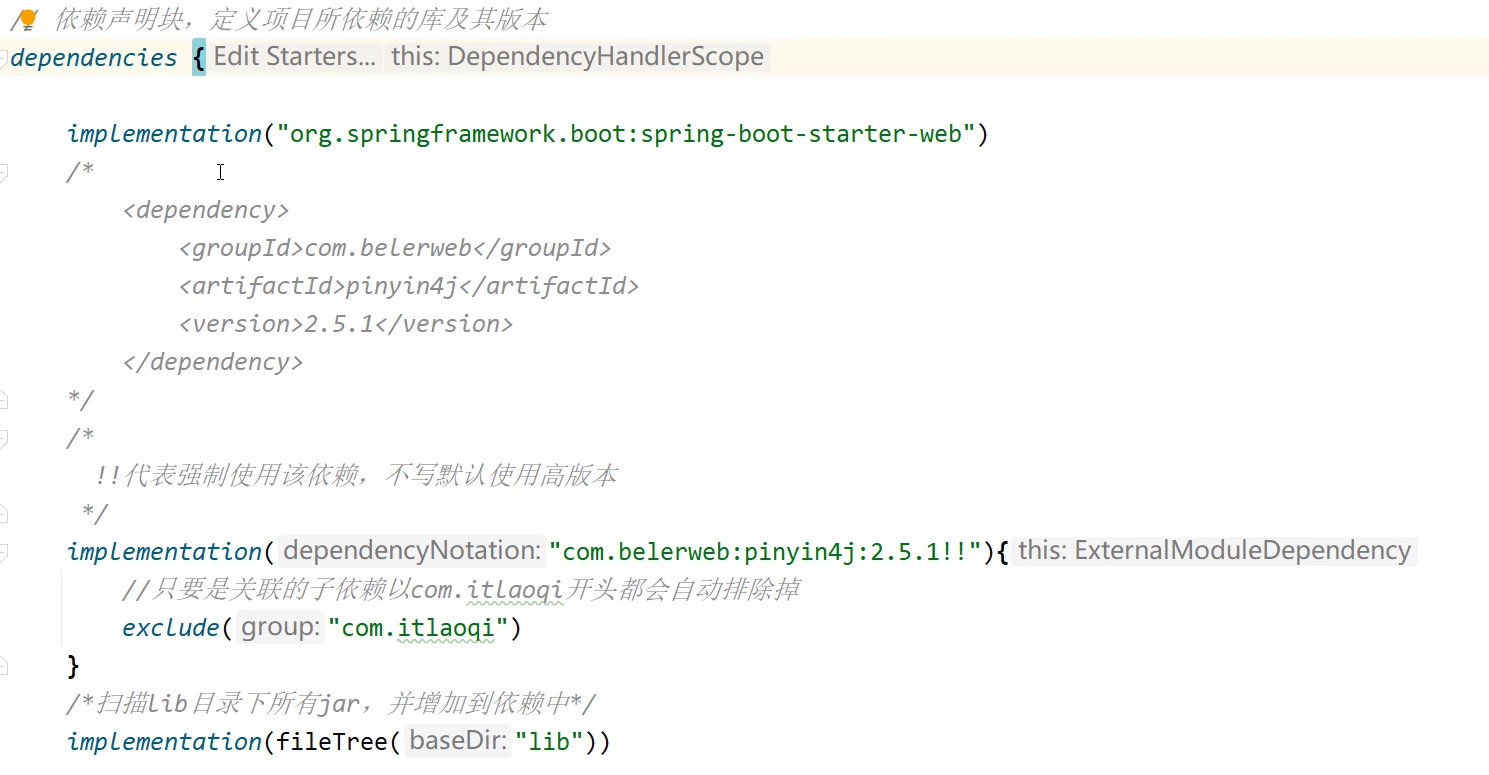 // 依赖声明块，定义项目所依赖的库及其版本
dependencies { Edit Starters... this: DependencyHandlerScope
implementation("org.springframework.boot:spring-boot-starter-web")
/*
<dependency>
<groupId>com.belerweb</groupId>
<artifactId>pinyin4j</artifactId>
<version>2.5.1</version>
</dependency>
*/
/*
!!代表强制使用该依赖，不写默认使用高版本
*/
implementation( dependencyNotation: "com.belerweb:pinyin4j:2.5.1!!"){ this: ExternalModuleDependency
//只要是关联的子依赖以com.itlaoqi开头都会自动排除掉
exclude( group: "com.itlaoqi")
}
/*扫描lib目录下所有jar，并增加到依赖中*/
implementation(fileTree( baseDir: "lib"))